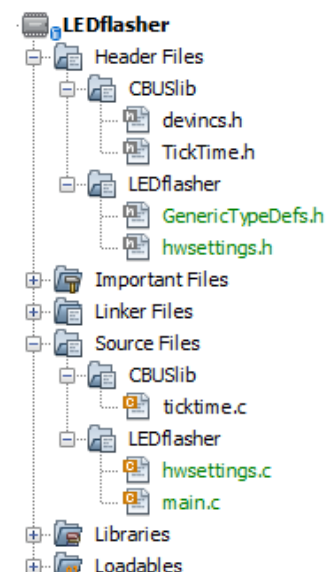 LEDflasher
Header Files
CBUSlib
devincs.h
TickTime.h
LEDflasher
GenericTypeDefs.h
hwsettings.h
Important Files
Linker Files
Source Files
CBUSlib
ticktime.c
LEDflasher
hwsettings.c
main.c
Libraries
Loadables